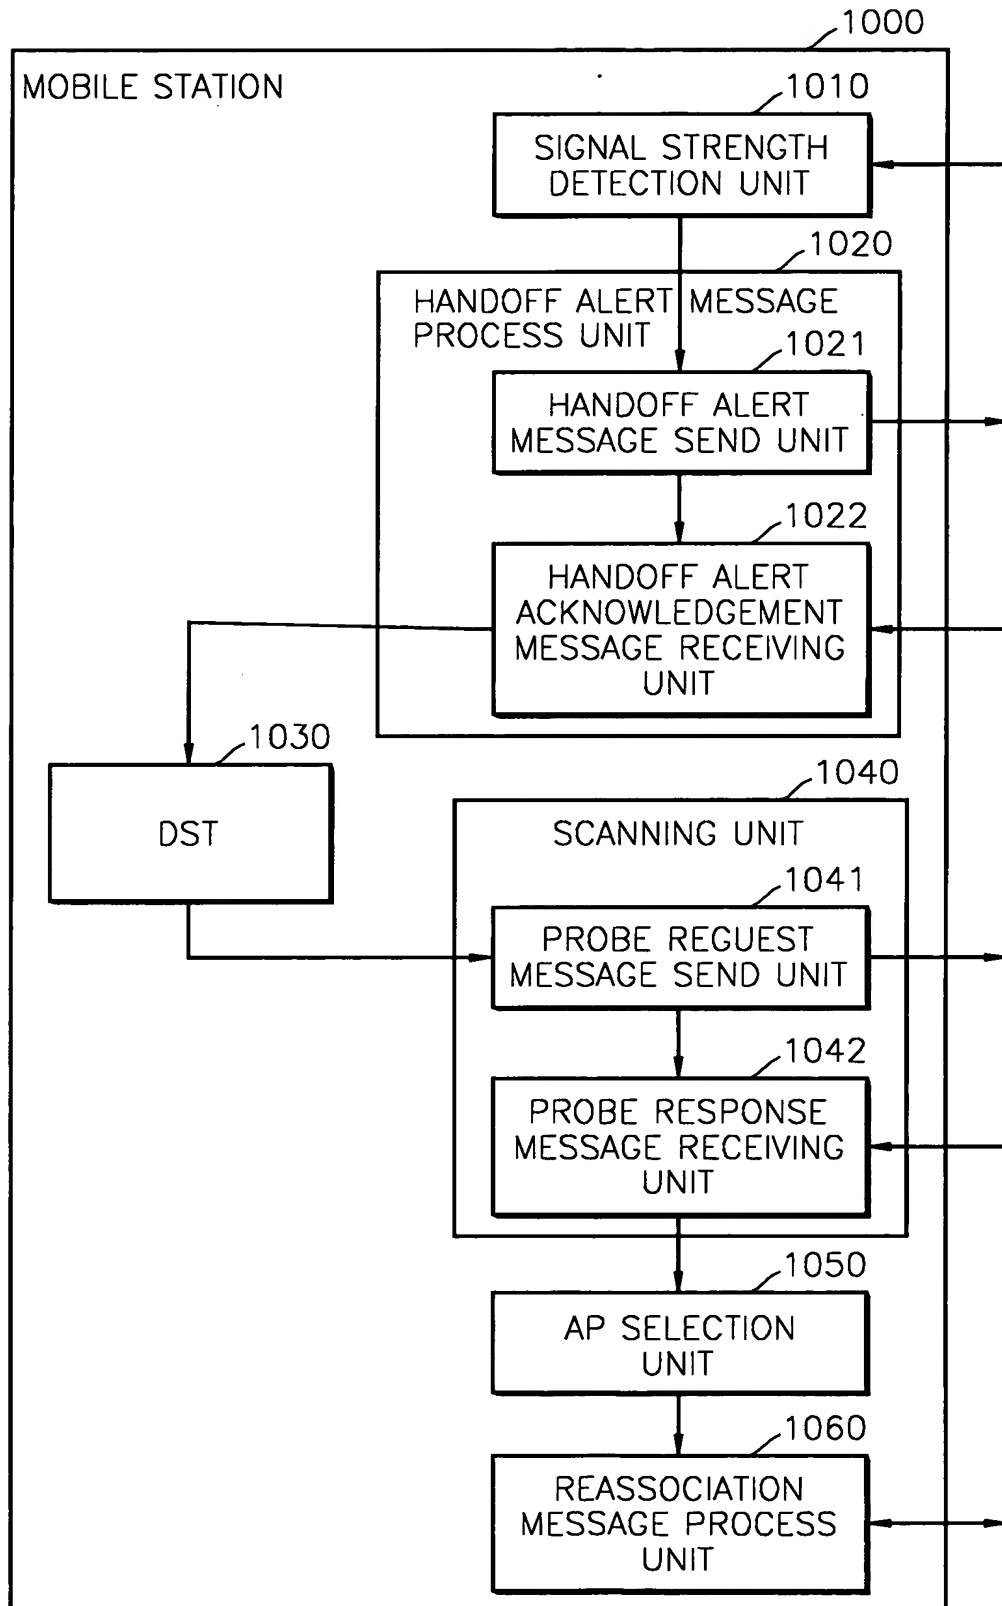 1000
MOBILE STATION
1010
SIGNAL STRENGTH
DETECTION UNIT
1020
HANDOFF ALERT MESSAGE
PROCESS UNIT
1021
HANDOFF ALERT
MESSAGE SEND UNIT
1022
HANDOFF ALERT
ACKNOWLEDGEMENT
MESSAGE RECEIVING
UNIT
1030
DST
1040
SCANNING UNIT
1041
PROBE REGUEST
MESSAGE SEND UNIT
1042
PROBE RESPONSE
MESSAGE RECEIVING
UNIT
1050
AP SELECTION
UNIT
1060
REASSOCIATION
MESSAGE PROCESS
UNIT